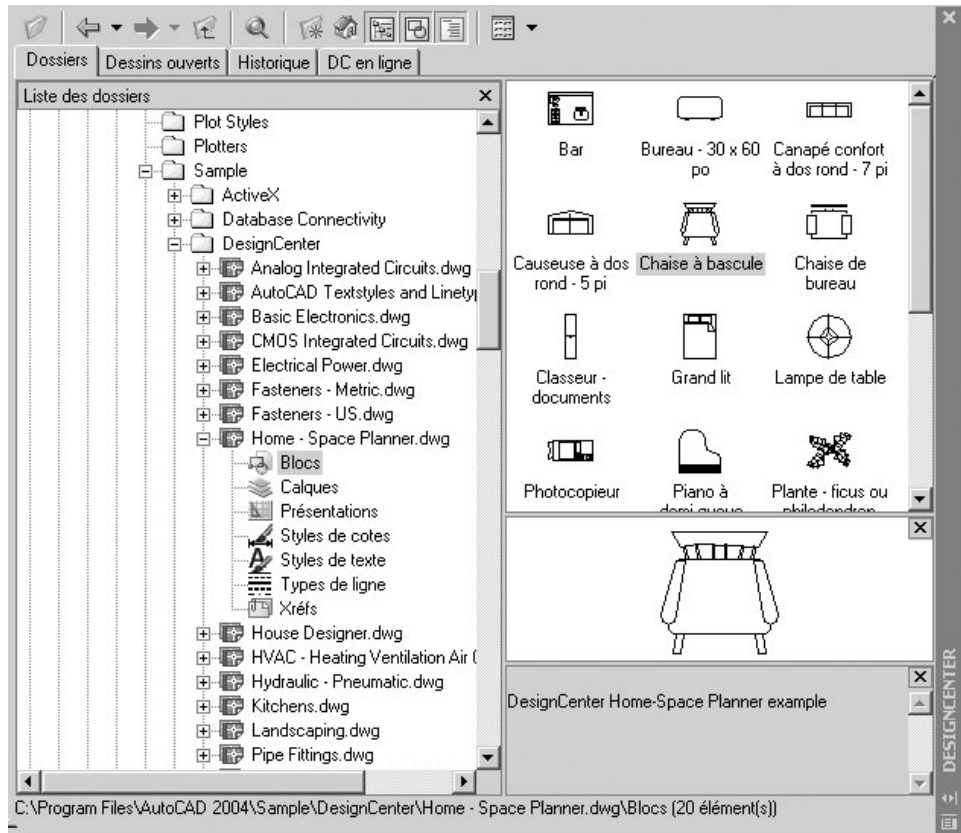 Dossiers
Dessins ouverts
Historique
DC en ligne
Liste des dossiers
Plot Styles
Plotters
Sample
ActiveX
Database Connectivity
DesignCenter
Analog Integrated Circuits.dwg
AutoCAD Textstyles and Linety
Basic Electronics.dwg
CMOS Integrated Circuits.dwg
Electrical Power.dwg
Fasteners - Metric.dwg
Fasteners - US.dwg
Home - Space Planner.dwg
Blocs
Calques
Présentations
Styles de cotes
Styles de texte
Types de ligne
Xréfs
House Designer.dwg
HVAC - Heating Ventilation Air
Hydraulic - Pneumatic.dwg
Kitchens.dwg
Landscaping.dwg
Pipe Fittings.dwg
Bar
Bureau - 30 x 60
po
Canapé confort
à dos rond - 7 pi
Causeuse à dos
rond - 5 pi
Chaise à bascule
Chaise de
bureau
Classeur -
documents
Grand lit
Lampe de table
Photocopieur
Piano à
demi queue
Plante - ficus ou
philodendron
DesignCenter Home-Space Planner example
DESIGNCENTER
C:\Program Files\AutoCAD 2004\Sample\DesignCenter\Home - Space Planner.dwg\Blocs (20 élément(s))